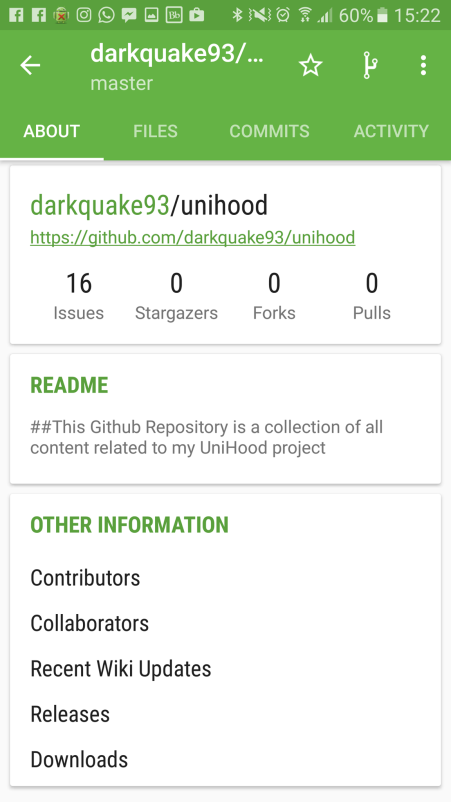 60% 15:22
darkquake93/...
master
ABOUT FILES COMMITS ACTIVITY
darkquake93/unihood
https://github.com/darkquake93/unihood
16 0 0 0
Issues Stargazers Forks Pulls
README
##This Github Repository is a collection of all
content related to my UniHood project
OTHER INFORMATION
Contributors
Collaborators
Recent Wiki Updates
Releases
Downloads